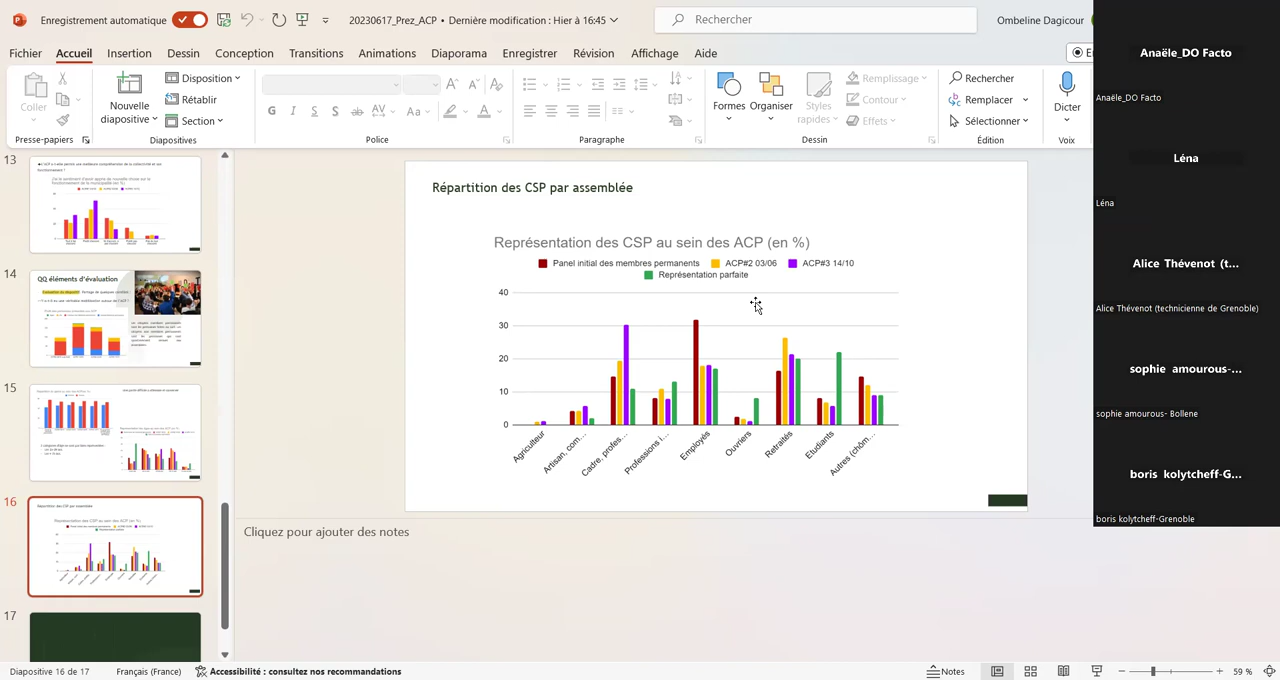 Enregistrement automatique
20230617_Prez_ACP • Dernière modification : Hier à 16:45
Rechercher
Ombeline Dagicour
Fichier Accueil Insertion Dessin Conception Transitions Animations Diaporama Enregistrer Révision Affichage Aide
Coller
Nouvelle
diapositive
Disposition
Rétablir
Section
G I S S ab AV Aa A
Formes
Organiser
Styles
rapides
Remplissage
Contour
Effets
Rechercher
Remplacer
Sélectionner
Dicter
Presse-papiers
Diapositives
Police
Paragraphe
Dessin
Édition
Voix
13
14
QQ éléments d'évaluation
15
16
17
Répartition des CSP par assemblée
Représentation des CSP au sein des ACP (en %)
Panel initial des membres permanents ACP#2 03/06 ACP#3 14/10
Représentation parfaite
40
30
20
10
0
Agriculteur
Artisan, com...
Cadre, profes...
Professions i...
Employés
Ouvriers
Retraités
Etudiants
Autres (chôm...
Cliquez pour ajouter des notes
Anaële_DO Facto
Anaële_DO Facto
Léna
Léna
Alice Thévenot (t...
Alice Thévenot (technicienne de Grenoble)
sophie amourous-...
sophie amourous- Bollene
boris kolytcheff-G...
boris kolytcheff-Grenoble
Diapositive 16 de 17
Français (France)
Accessibilité : consultez nos recommandations
Notes
59 %